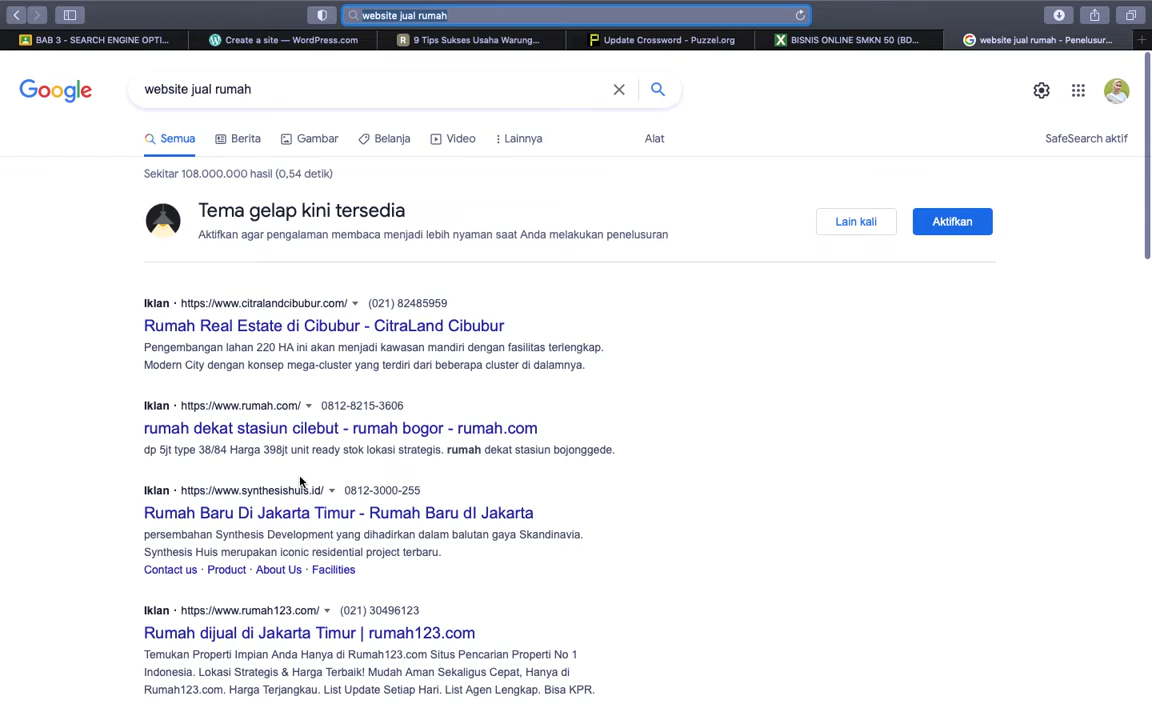 website jual rumah
BAB 3 - SEARCH ENGINE OPTI...
Create a site — WordPress.com
9 Tips Sukses Usaha Warung...
Update Crossword - Puzzel.org
BISNIS ONLINE SMKN 50 (BD...
website jual rumah - Penelusur...
Google
website jual rumah
Semua
Berita
Gambar
Belanja
Video
Lainnya
Alat
SafeSearch aktif
Sekitar 108.000.000 hasil (0,54 detik)
Tema gelap kini tersedia
Aktifkan agar pengalaman membaca menjadi lebih nyaman saat Anda melakukan penelusuran
Lain kali
Aktifkan
Iklan · https://www.citralandcibubur.com/ (021) 82485959
Rumah Real Estate di Cibubur - CitraLand Cibubur
Pengembangan lahan 220 HA ini akan menjadi kawasan mandiri dengan fasilitas terlengkap.
Modern City dengan konsep mega-cluster yang terdiri dari beberapa cluster di dalamnya.
Iklan · https://www.rumah.com/ 0812-8215-3606
rumah dekat stasiun cilebut - rumah bogor - rumah.com
dp 5jt type 38/84 Harga 398jt unit ready stok lokasi strategis. rumah dekat stasiun bojonggede.
Iklan · https://www.synthesishuis.id/ 0812-3000-255
Rumah Baru Di Jakarta Timur - Rumah Baru dI Jakarta
persembahan Synthesis Development yang dihadirkan dalam balutan gaya Skandinavia.
Synthesis Huis merupakan iconic residential project terbaru.
Contact us · Product · About Us · Facilities
Iklan · https://www.rumah123.com/ (021) 30496123
Rumah dijual di Jakarta Timur | rumah123.com
Temukan Properti Impian Anda Hanya di Rumah123.com Situs Pencarian Properti No 1
Indonesia. Lokasi Strategis & Harga Terbaik! Mudah Aman Sekaligus Cepat, Hanya di
Rumah123.com. Harga Terjangkau. List Update Setiap Hari. List Agen Lengkap. Bisa KPR.